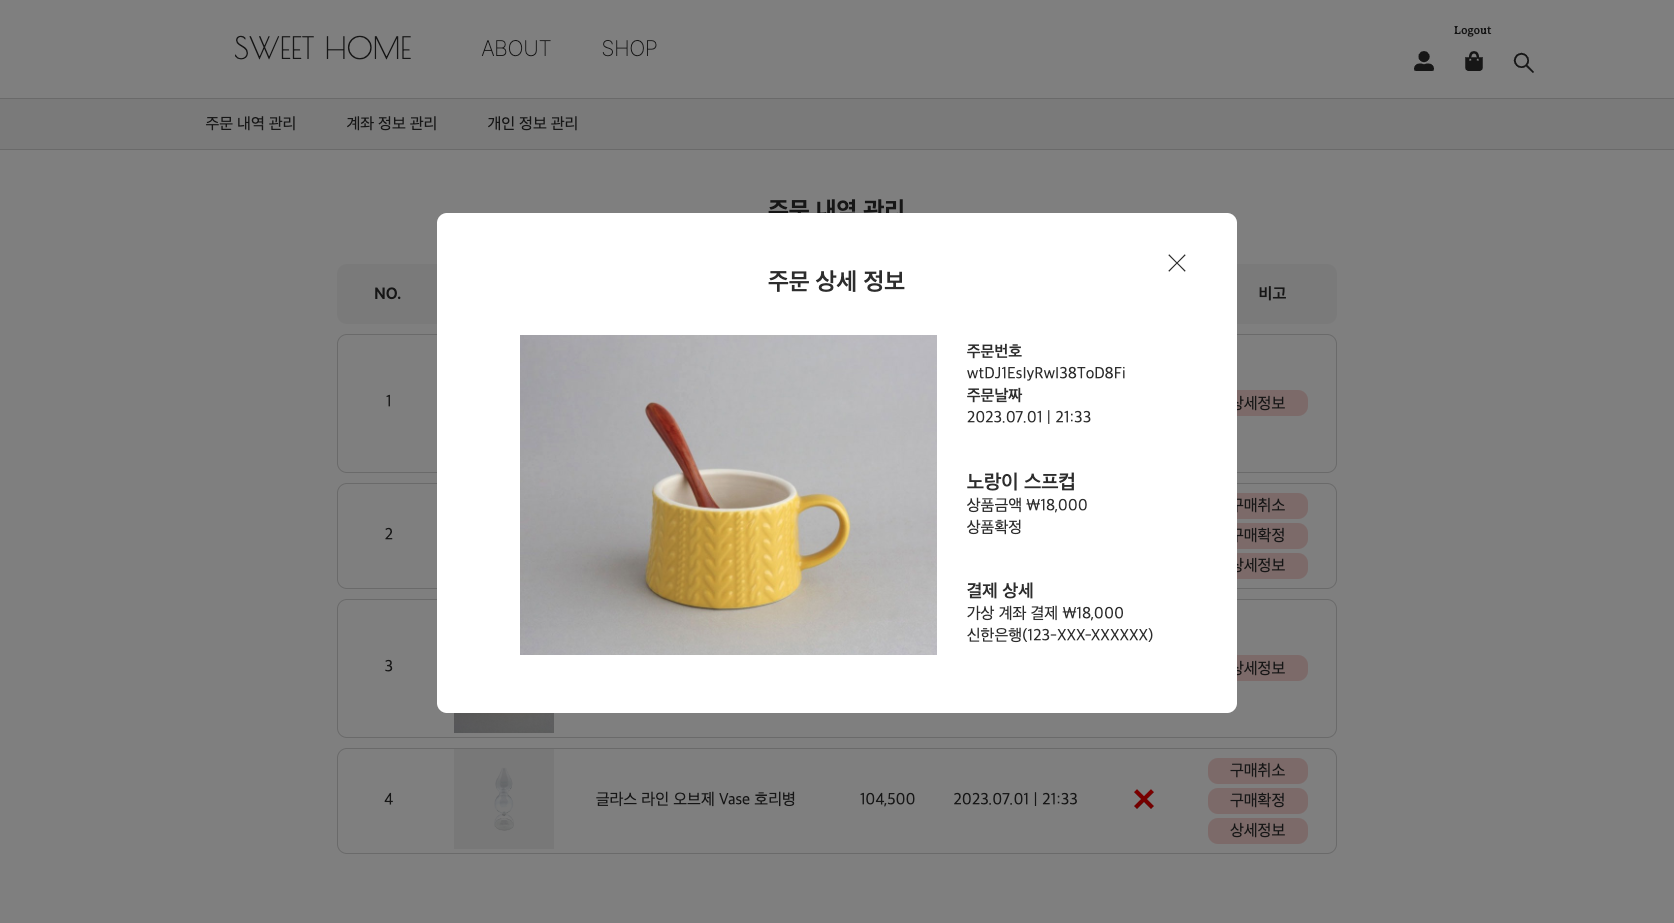 Logout
SWEET HOME ABOUT SHOP
주문 내역 관리 계좌 정보 관리 개인 정보 관리
주문 내역 관리
주문 상세 정보
NO. 비고
주문번호
wtDJ1EslyRwl38ToD8Fi
주문날짜
2023.07.01 | 21:33
1 상세정보
노랑이 스프컵
상품금액 ₩18,000
상품확정
2 구매취소
구매확정
상세정보
결제 상세
가상 계좌 결제 ₩18,000
신한은행(123-XXX-XXXXXX)
3 상세정보
4 글라스 라인 오브제 Vase 호리병 104,500 2023.07.01 | 21:33
구매취소
구매확정
상세정보